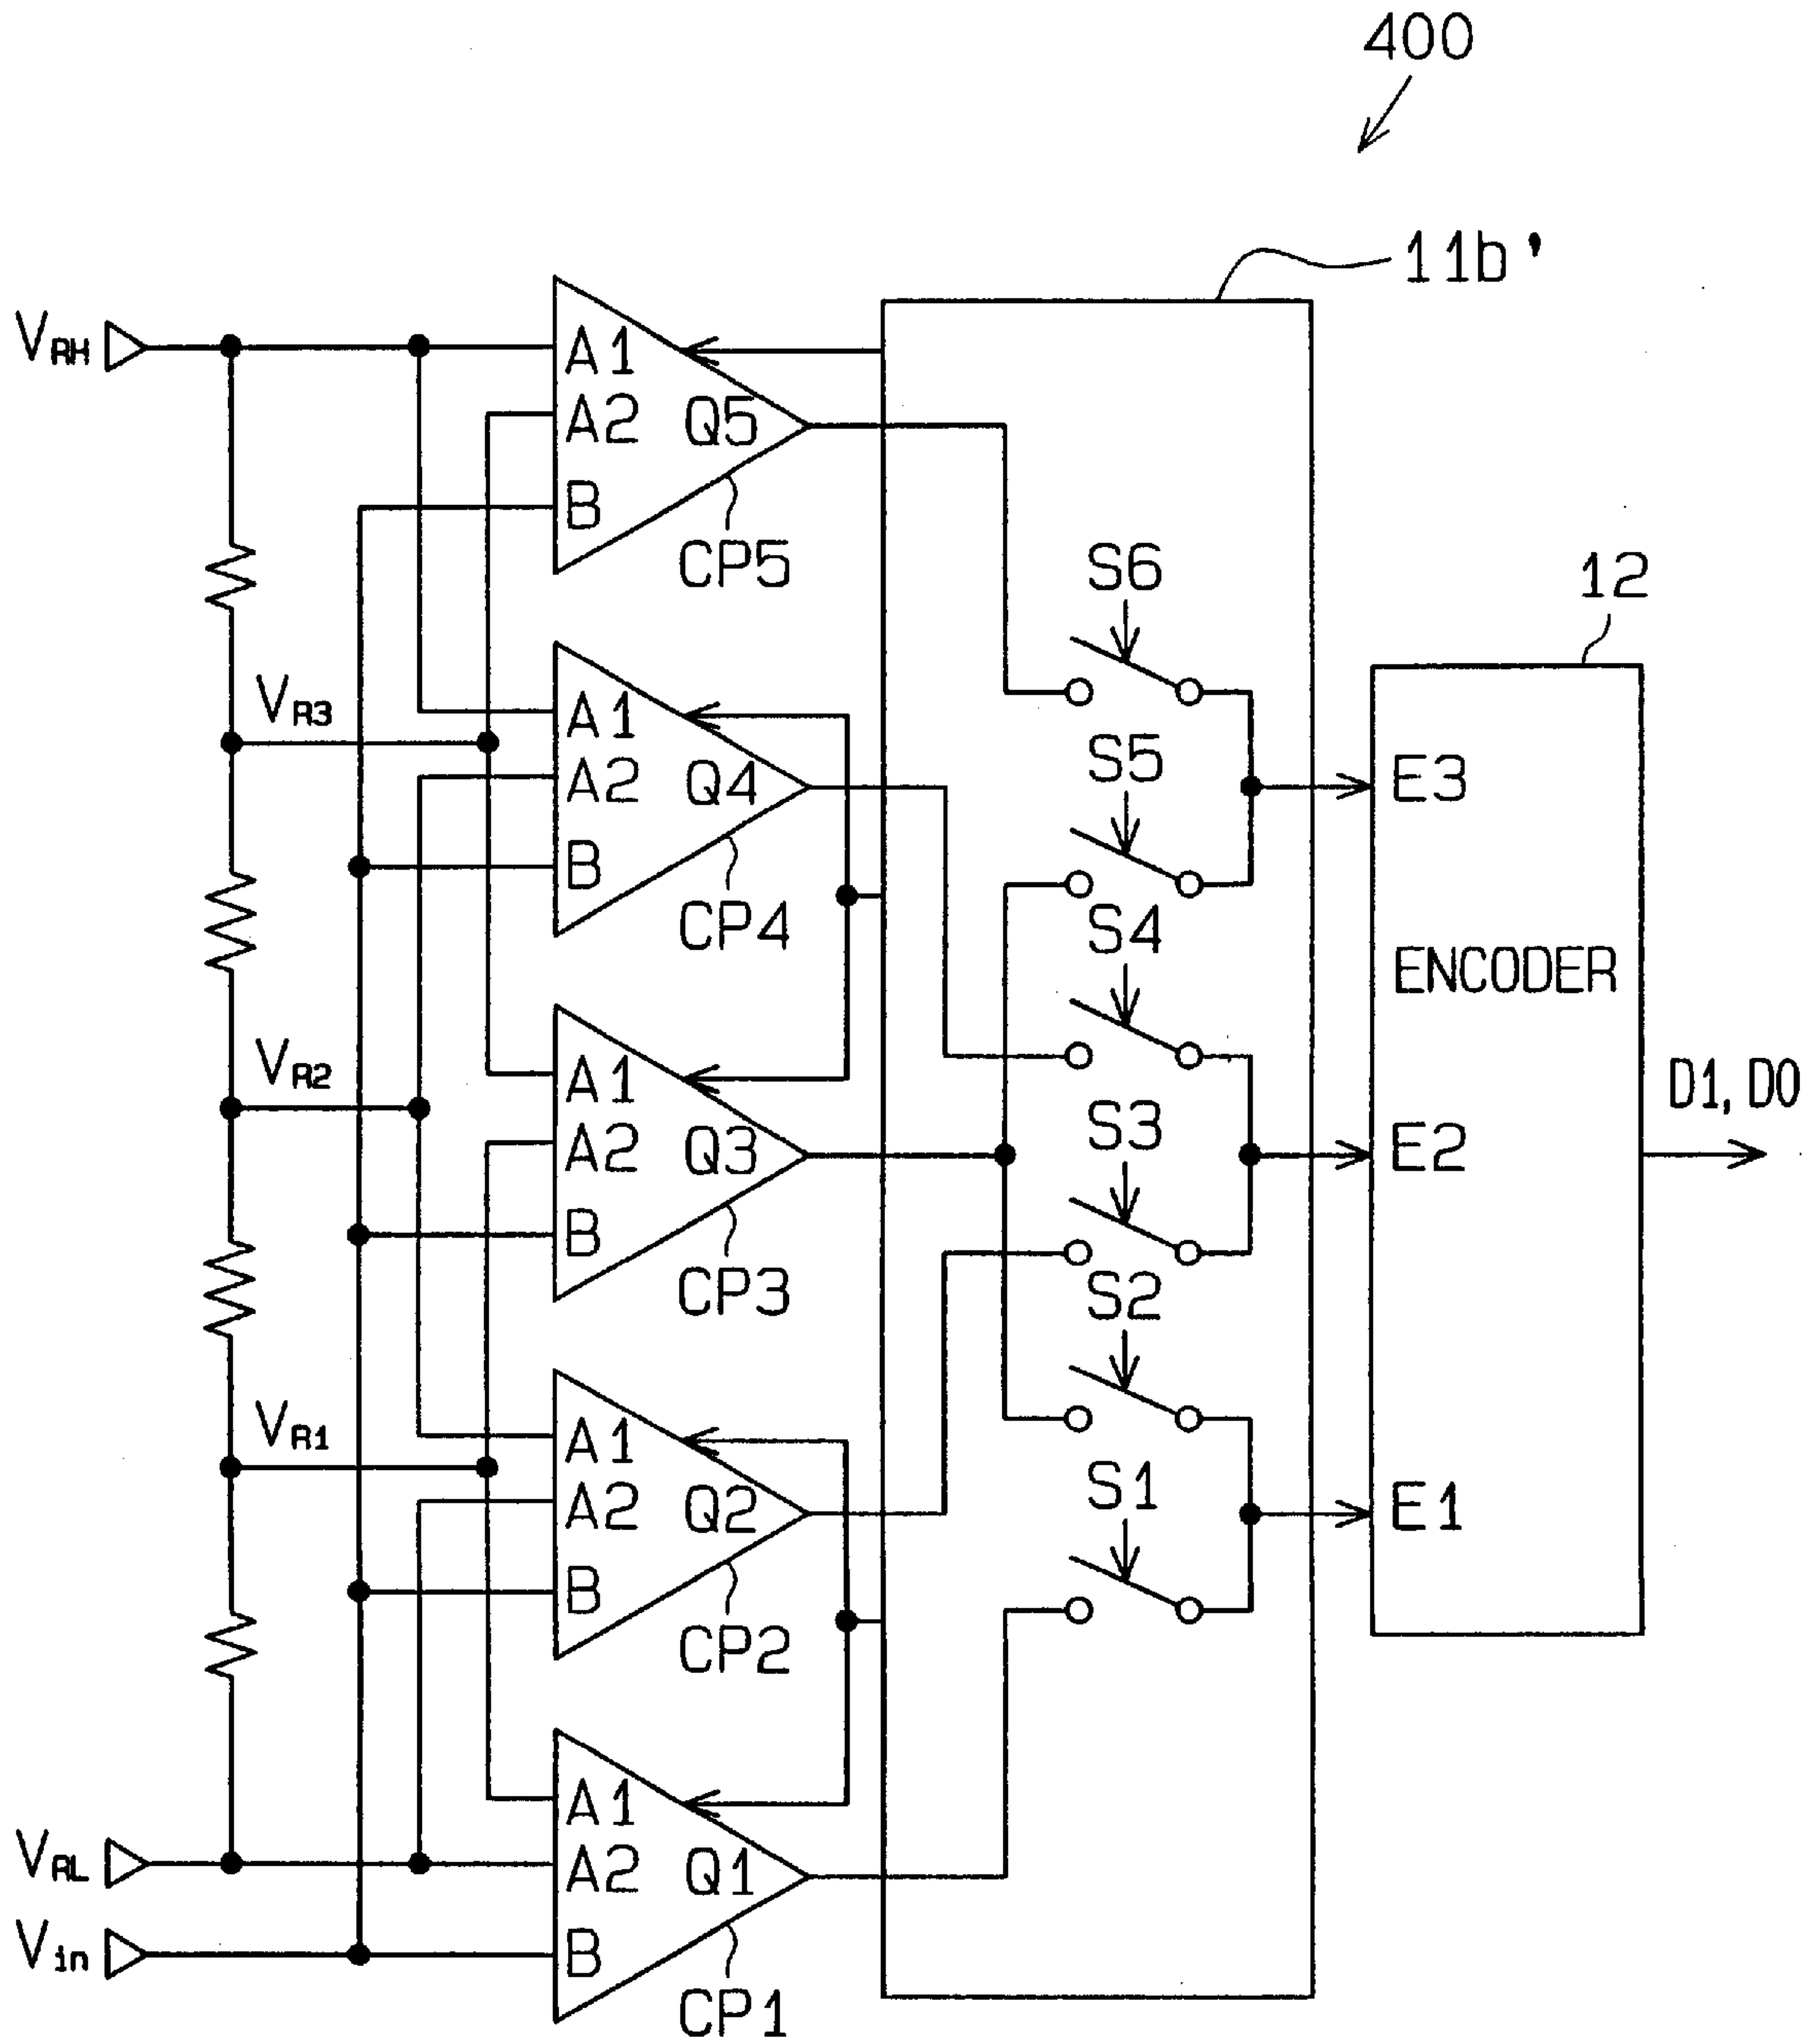 400
11b'
V_RH
A1
A2
B
Q5
CP5
S6
12
V_R3
A1
A2
B
Q4
CP4
S5
E3
S4
ENCODER
V_R2
A1
A2
B
Q3
CP3
S3
E2
D1, D0
S2
V_R1
A1
A2
B
Q2
CP2
S1
E1
V_RL
A1
A2
B
Q1
CP1
V_in